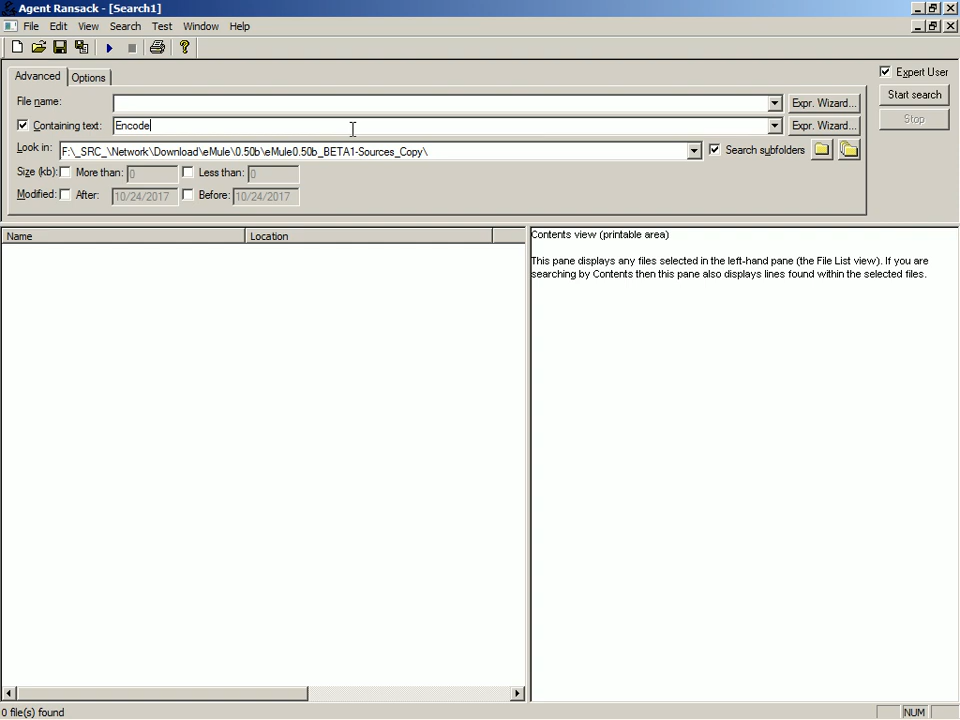 Agent Ransack - [Search1]
File Edit View Search Test Window Help
Advanced Options
Expert User
File name: Expr. Wizard... Start search
Containing text: Encode Expr. Wizard... Stop
Look in: F:\_SRC_\Network\Download\eMule\0.50b\eMule0.50b_BETA1-Sources_Copy\ Search subfolders
Size (kb): More than: 0 Less than: 0
Modified: After: 10/24/2017 Before: 10/24/2017
Name Location
Contents view (printable area)
This pane displays any files selected in the left-hand pane (the File List view). If you are
searching by Contents then this pane also displays lines found within the selected files.
0 file(s) found NUM